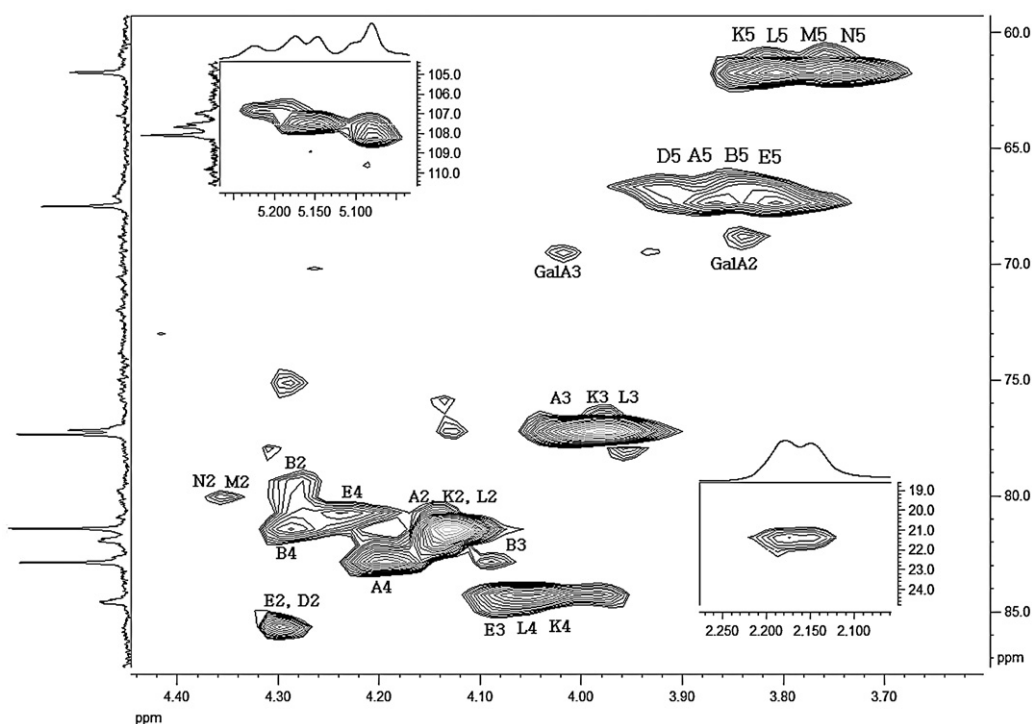 K5 L5 M5 N5
60.0
105.0
106.0
107.0
108.0
109.0
110.0
5.200 5.150 5.100
65.0
D5 A5 B5 E5
GalA3
GalA2
70.0
75.0
A3 K3 L3
N2 M2
B2
E4
A2, K2, L2
80.0
B4
A4
B3
19.0
20.0
21.0
22.0
23.0
24.0
2.250 2.200 2.150 2.100
E2, D2
E3 L4 K4
85.0
ppm
4.40 4.30 4.20 4.10 4.00 3.90 3.80 3.70
ppm